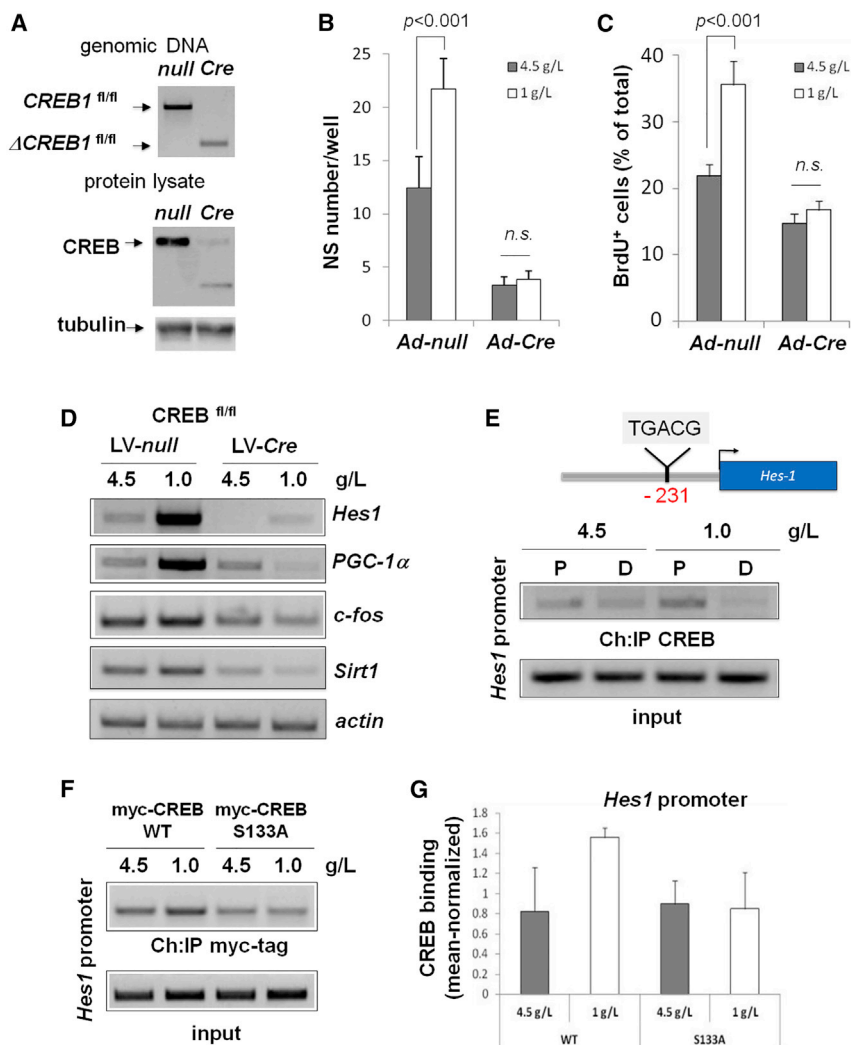 A
genomic DNA
null Cre
CREB1 fl/fl
ΔCREB1 fl/fl
protein lysate
null Cre
CREB
tubulin
B
p<0.001
25
20
15
10
5
0
NS number/well
4.5 g/L
1 g/L
n.s.
Ad-null Ad-Cre
C
p<0.001
40
30
20
10
0
BrdU+ cells (% of total)
4.5 g/L
1 g/L
n.s.
Ad-null Ad-Cre
D
CREB fl/fl
LV-null LV-Cre
4.5 1.0 4.5 1.0 g/L
Hes1
PGC-1α
c-fos
Sirt1
actin
E
TGACG
Hes-1
- 231
4.5 1.0 g/L
P D P D
Hes1 promoter
Ch:IP CREB
input
F
myc-CREB myc-CREB
WT S133A
4.5 1.0 4.5 1.0 g/L
Hes1 promoter
Ch:IP myc-tag
input
G
Hes1 promoter
CREB binding
(mean-normalized)
1.8
1.6
1.4
1.2
1
0.8
0.6
0.4
0.2
0
4.5 g/L 1 g/L 4.5 g/L 1 g/L
WT S133A